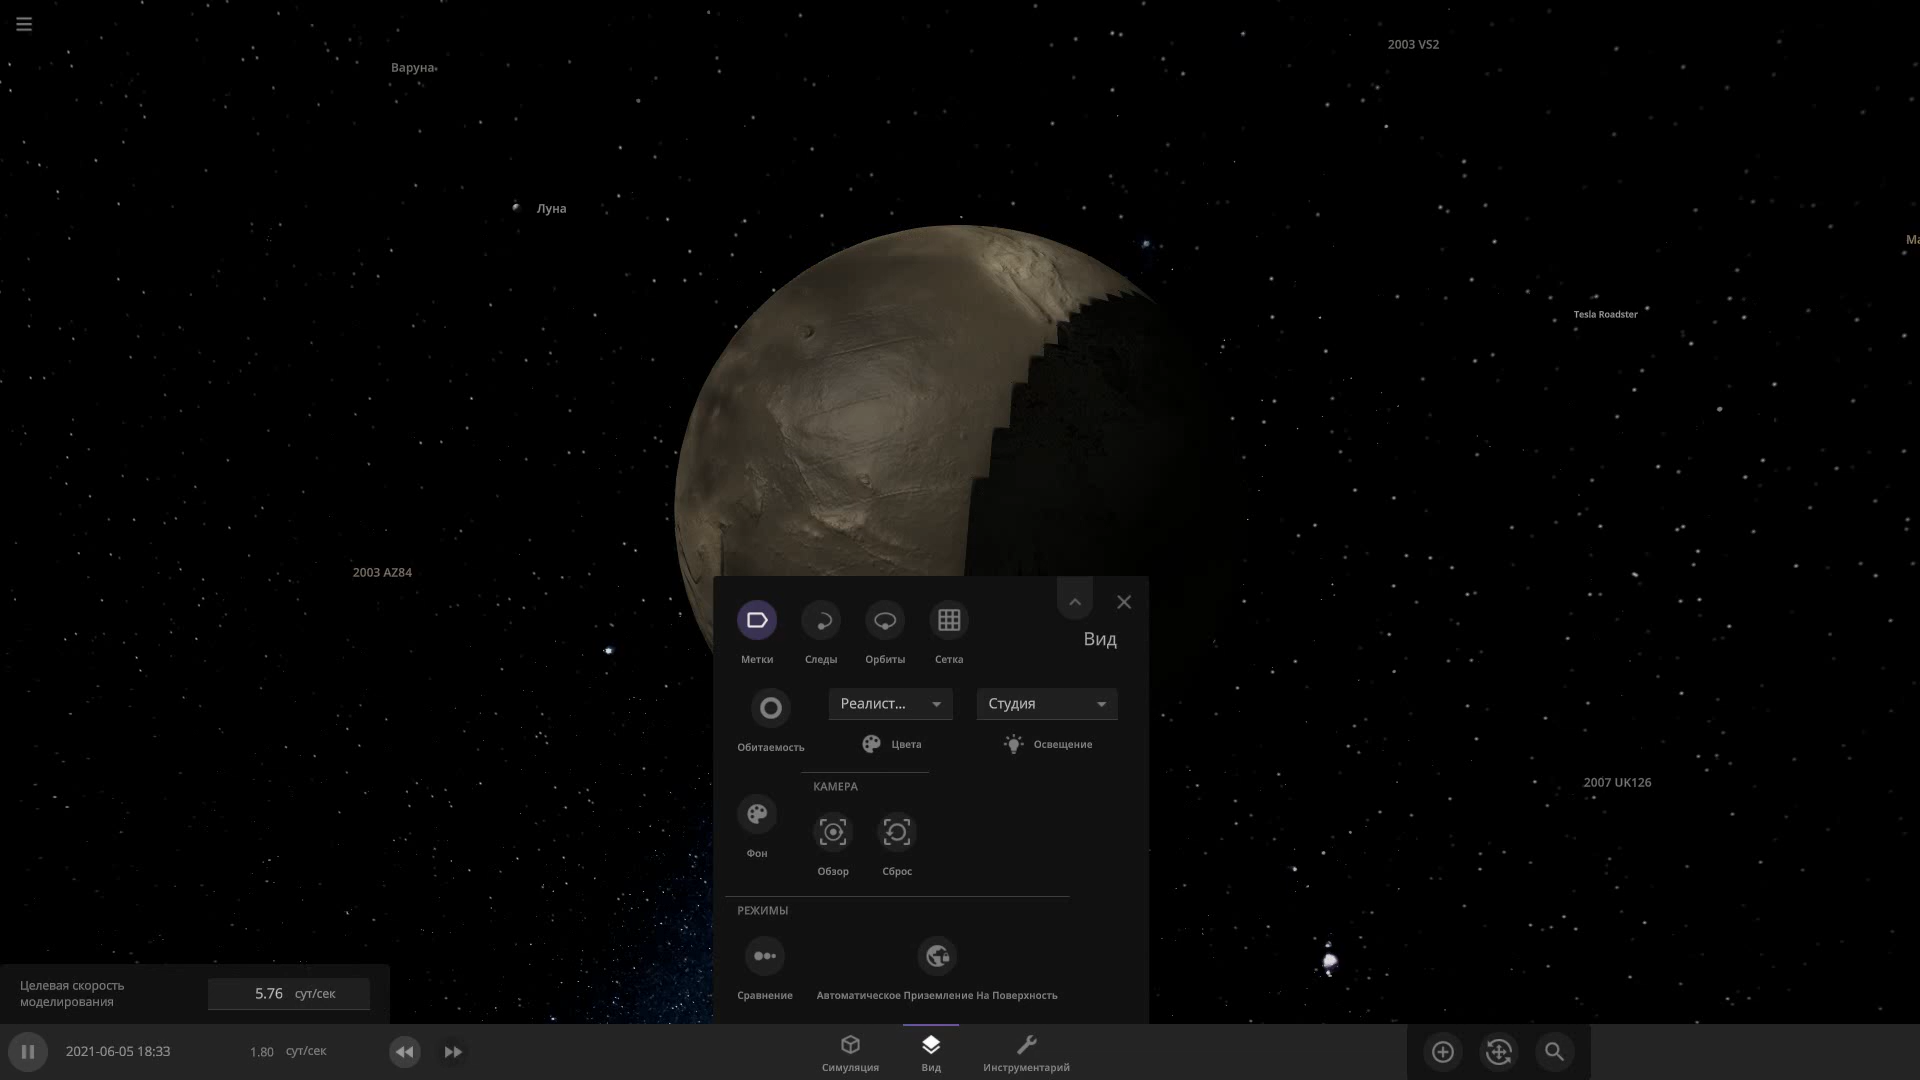 2003 VS2
Варуна
Луна
Ма
Tesla Roadster
2003 AZ84
Вид
Метки
Следы
Орбиты
Сетка
Реалист...
Студия
Обитаемость
Цвета
Освещение
2007 UK126
КАМЕРА
Фон
Обзор
Сброс
РЕЖИМЫ
Сравнение
Автоматическое Приземление На Поверхность
Целевая скорость
моделирования
5.76 сут/сек
2021-06-05 18:33
1.80 сут/сек
Симуляция
Вид
Инструментарий